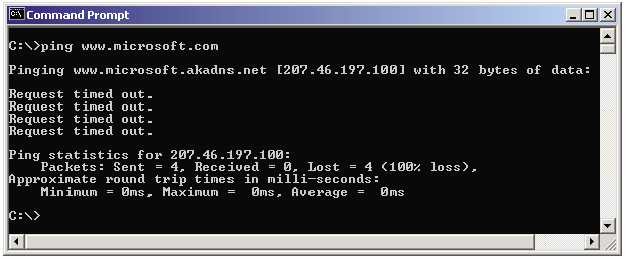 Command Prompt
C:\>ping www.microsoft.com
Pinging www.microsoft.akadns.net [207.46.197.100] with 32 bytes of data:
Request timed out.
Request timed out.
Request timed out.
Request timed out.
Ping statistics for 207.46.197.100:
    Packets: Sent = 4, Received = 0, Lost = 4 (100% loss),
Approximate round trip times in milli-seconds:
    Minimum = 0ms, Maximum =  0ms, Average =  0ms
C:\>